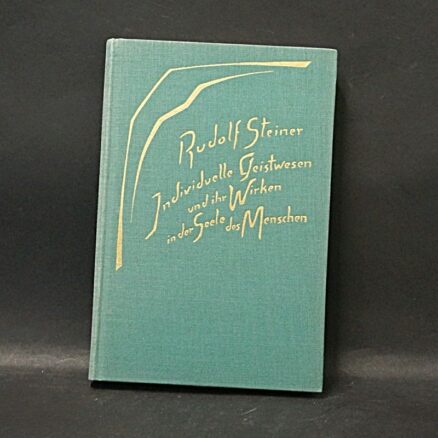 Rudolf Steiner
Individuelle Geistwesen
und ihr Wirken
in der Seele des Menschen